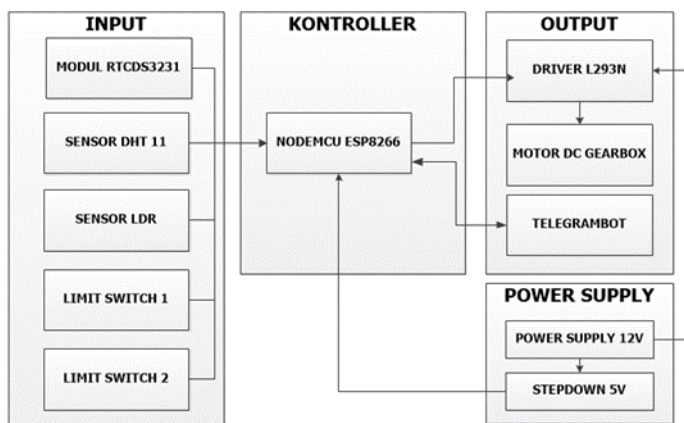 INPUT
MODUL RTCDS3231
SENSOR DHT 11
SENSOR LDR
LIMIT SWITCH 1
LIMIT SWITCH 2
KONTROLLER
NODEMCU ESP8266
OUTPUT
DRIVER L293N
MOTOR DC GEARBOX
TELEGRAMBOT
POWER SUPPLY
POWER SUPPLY 12V
STEPDOWN 5V